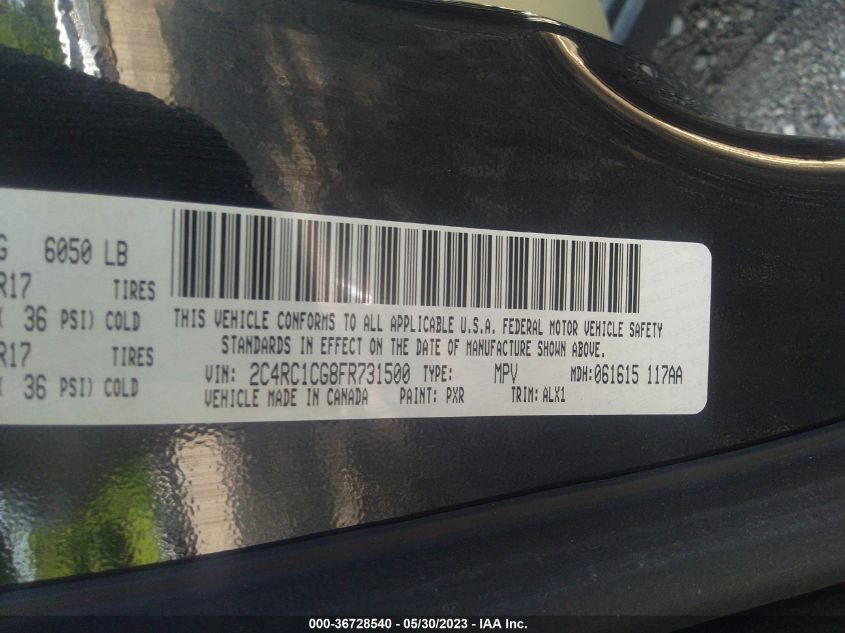 G 6050 LB
R17 TIRES
36 PSI) COLD
R17 TIRES
36 PSI) COLD
THIS VEHICLE CONFORMS TO ALL APPLICABLE U.S.A. FEDERAL MOTOR VEHICLE SAFETY
STANDARDS IN EFFECT ON THE DATE OF MANUFACTURE SHOWN ABOVE.
VIN: 2C4RC1CG8FR731500 TYPE: MPV MDH:061615 117AA
VEHICLE MADE IN CANADA PAINT: PXR TRIM: ALX1
000-36728540 - 05/30/2023 - IAA Inc.